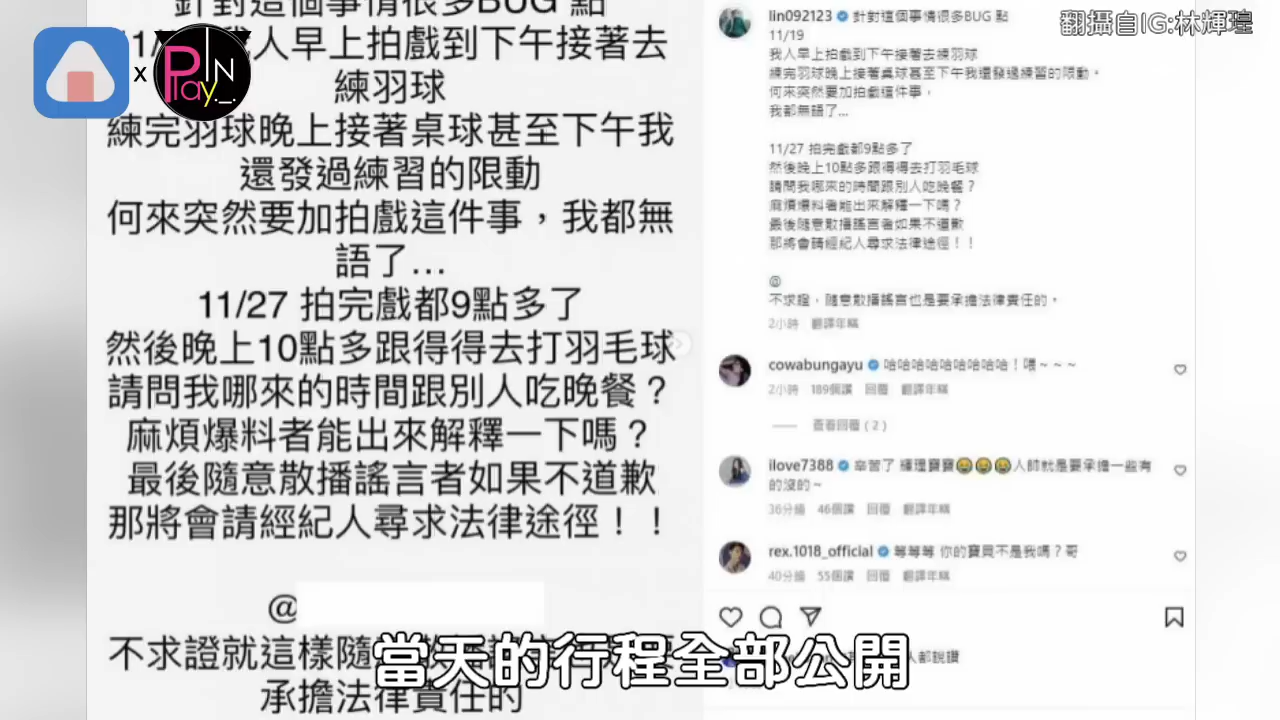 針對這個事情很多BUG 點
人早上拍戲到下午接著去
練羽球
練完羽球晚上接著桌球甚至下午我
還發過練習的限動
何來突然要加拍戲這件事，我都無
語了...
11/27 拍完戲都9點多了
然後晚上10點多跟得得去打羽毛球
請問我哪來的時間跟別人吃晚餐？
麻煩爆料者能出來解釋一下嗎？
最後隨意散播謠言者如果不道歉
那將會請經紀人尋求法律途徑！！
@
不求證就這樣隨
承擔法律責任的
x
PIN
Play._.
翻攝自IG:林輝瑝
lin092123 針對這個事情很多BUG 點
11/19
我人早上拍戲到下午接著去練羽球
練完羽球晚上接著桌球甚至下午我還發過練習的限動。
何來突然要加拍戲這件事，
我都無語了...
11/27 拍完戲都9點多了
然後晚上10點多跟得得去打羽毛球
請問我哪來的時間跟別人吃晚餐？
麻煩爆料者能出來解釋一下嗎？
最後隨意散播謠言者如果不道歉
那將會請經紀人尋求法律途徑！！
@
不求證，隨意散播謠言也是要承擔法律責任的。
2小時 翻譯年糕
cowabungayu 哈哈哈哈哈哈哈哈哈！喂～～～
2小時 189個讚 回覆 翻譯年糕
查看回覆（2）
ilove7388 辛苦了 輝瑝寶寶😂😂😂人帥就是要承擔一些有
的沒的～
36分鐘 46個讚 回覆 翻譯年糕
rex.1018_official 等等等 你的寶貝不是我嗎？哥
40分鐘 55個讚 回覆 翻譯年糕
人都說讚
當天的行程全部公開